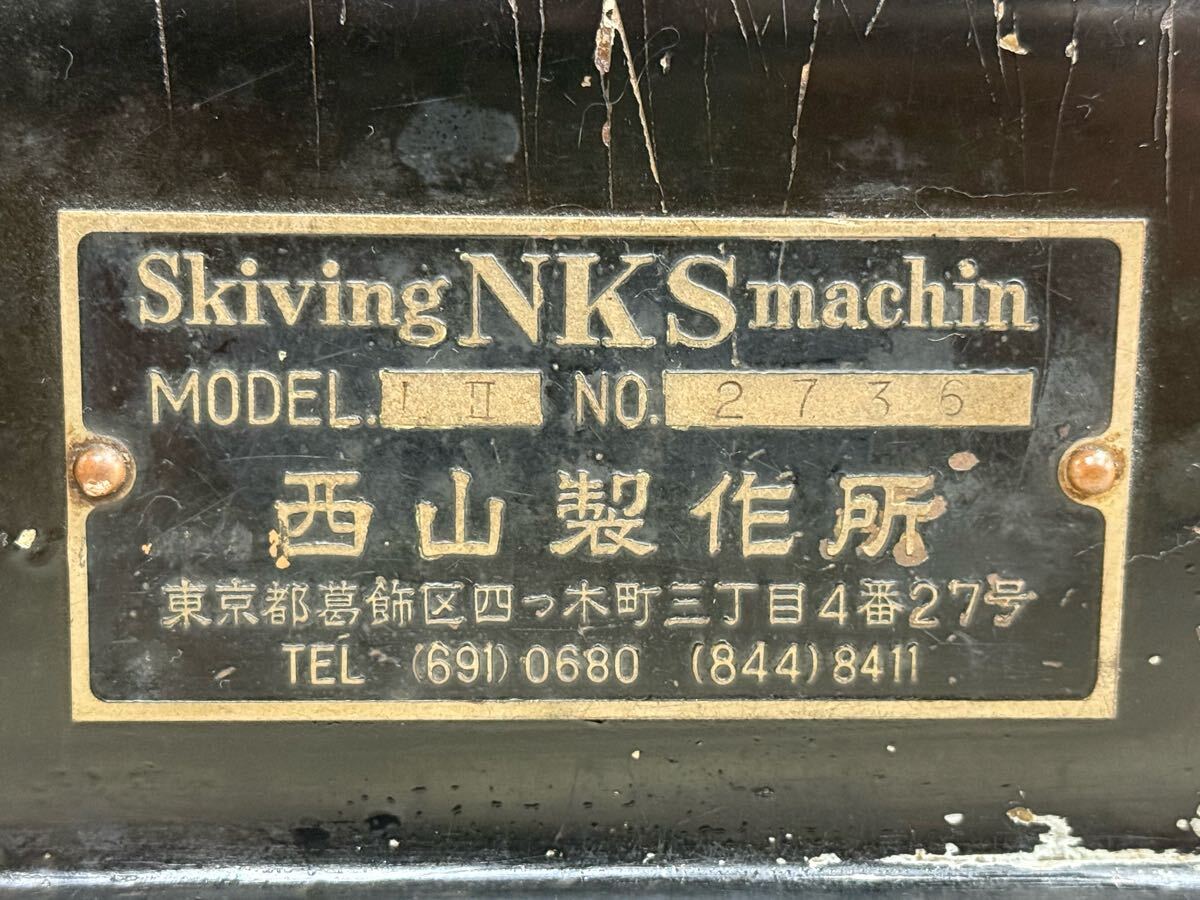 Skiving NKS machin
MODEL. II NO. 2736
西山製作所
東京都葛飾区四つ木町三丁目4番27号
TEL (691) 0680 (844) 8411